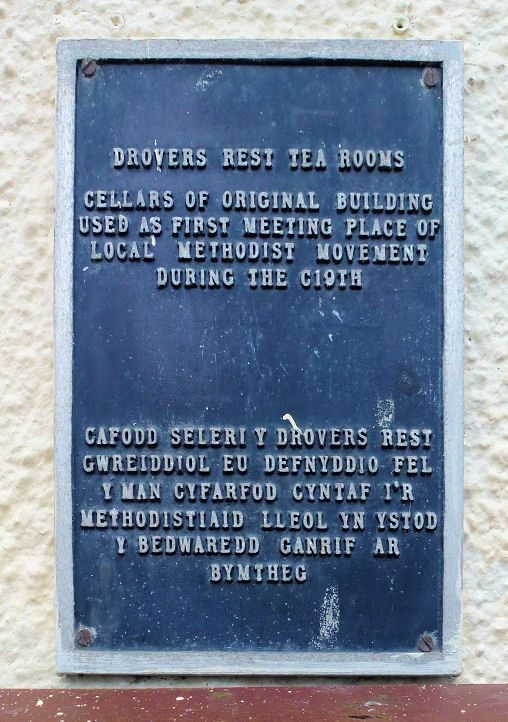 DROVERS REST TEA ROOMS
CELLARS OF ORIGINAL BUILDING
USED AS FIRST MEETING PLACE OF
LOCAL METHODIST MOVEMENT
DURING THE C19TH
CAFODD SELERI Y DROVERS REST
GWREIDDIOL EU DEFNYDDIO FEL
Y MAN CYFARFOD CYNTAF I'R
METHODISTIAID LLEOL YN YSTOD
Y BEDWAREDD GANRIF AR
BYMTHEG